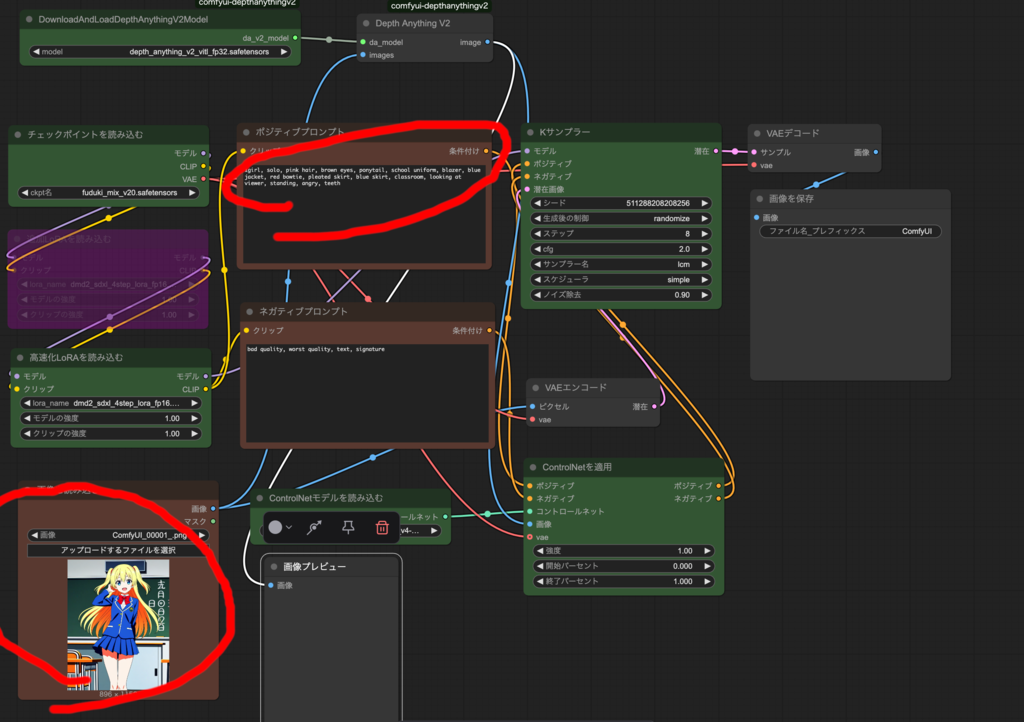 comfyui-depthanythingv2
comfyui-depthanythingv2
DownloadAndLoadDepthAnythingV2Model
da_v2_model
model
depth_anything_v2_vitl_fp32.safetensors
Depth Anything V2
da_model
image
images
チェックポイントを読み込む
モデル
CLIP
VAE
ckpt名
fuduki_mix_v20.safetensors
を読み込む
モデル
クリップ
lora_name
dmd2_sdxl_4step_lora_fp16
モデルの強度
クリップの強度
1.00
高速化LoRAを読み込む
モデル
モデル
クリップ
CLIP
lora_name
dmd2_sdxl_4step_lora_fp16....
モデルの強度
1.00
クリップの強度
1.00
ポジティブプロンプト
クリップ
条件付け
1girl, solo, pink hair, brown eyes, ponytail, school uniform, blazer, blue
jacket, red bowtie, pleated skirt, blue skirt, classroom, looking at
viewer, standing, angry, teeth
ネガティブプロンプト
クリップ
条件付け
bad quality, worst quality, text, signature
Kサンプラー
モデル
潜在
ポジティブ
ネガティブ
潜在画像
シード
511288208208256
生成後の制御
randomize
ステップ
8
cfg
2.0
サンプラー名
lcm
スケジューラ
simple
ノイズ除去
0.90
VAEデコード
サンプル
画像
vae
画像を保存
画像
ファイル名_プレフィックス
ComfyUI
VAEエンコード
ピクセル
潜在
vae
ControlNetを適用
ポジティブ
ポジティブ
ネガティブ
ネガティブ
コントロールネット
画像
vae
強度
1.00
開始パーセント
0.000
終了パーセント
1.000
ControlNetモデルを読み込む
ールネット
v4-...
画像プレビュー
画像
読み込む
画像
マスク
画像
ComfyUI_00001_.png
アップロードするファイルを選択